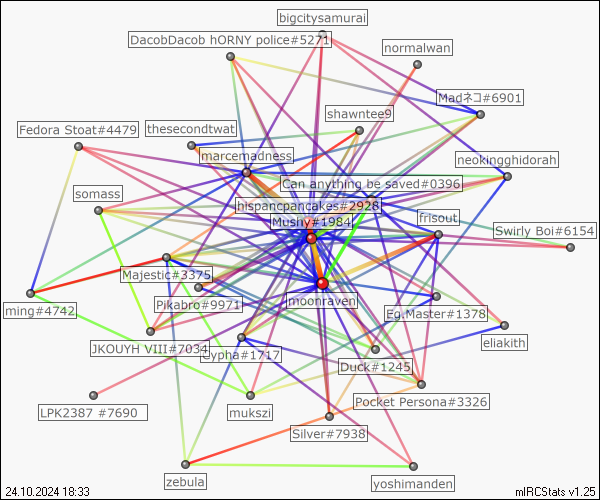 bigcitysamurai
DacobDacob hORNY police#5271
normalwan
Madネコ#6901
shawntee9
Fedora Stoat#4479
thesecondtwat
marcemadness
neokingghidorah
Can anything be saved#0396
somass
hispancpancakes#2928
Mushy#1984
frisout
Swirly Boi#6154
Majestic#3375
Pikabro#9971
moonraven
ming#4742
Eg.Master#1378
eliakith
JKOUYH VIII#7034
Cypha#1717
Duck#1245
Pocket Persona#3326
LPK2387 #7690
mukszi
Silver#7938
zebula
yoshimanden
24.10.2024 18:33
mIRCStats v1.25